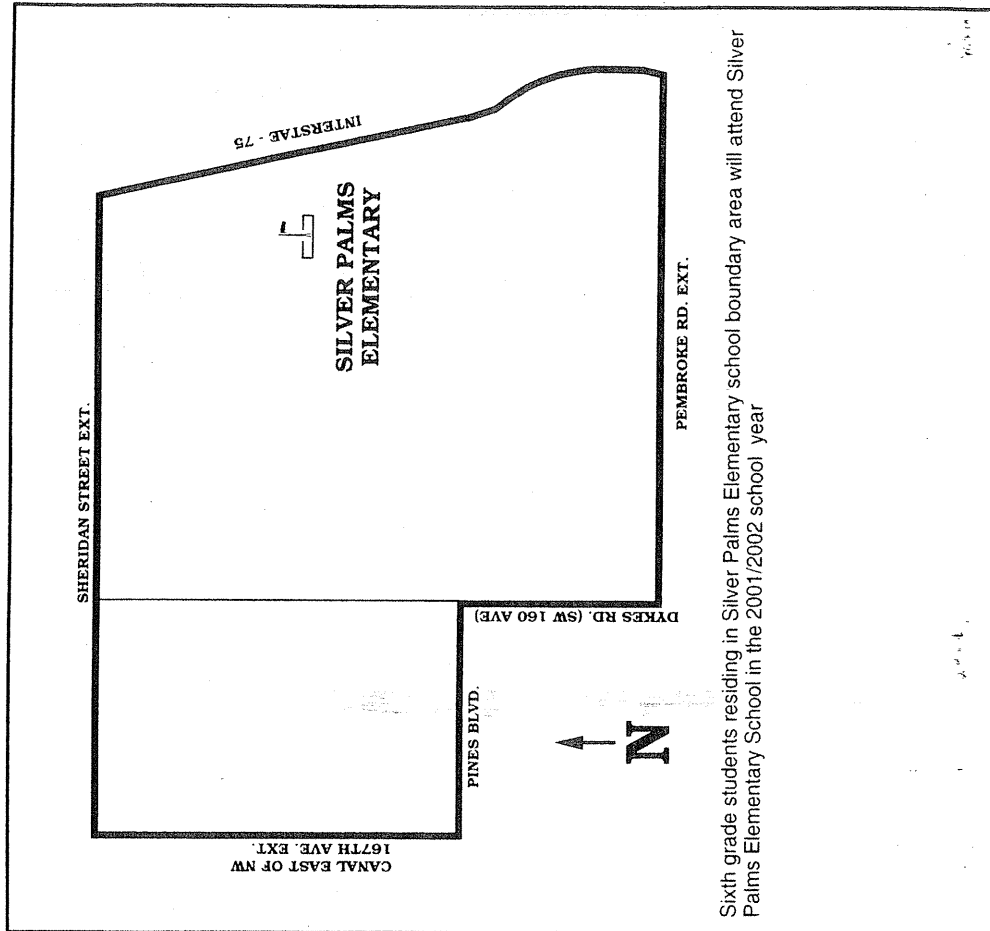 SHERIDAN STREET EXT.
INTERSTAE - 75
SILVER PALMS
ELEMENTARY
CANAL EAST OF NW
167TH AVE. EXT.
PINES BLVD.
DYKES RD. (SW 160 AVE)
PEMBROKE RD. EXT.
N
Sixth grade students residing in Silver Palms Elementary school boundary area will attend Silver
Palms Elementary School in the 2001/2002 school year